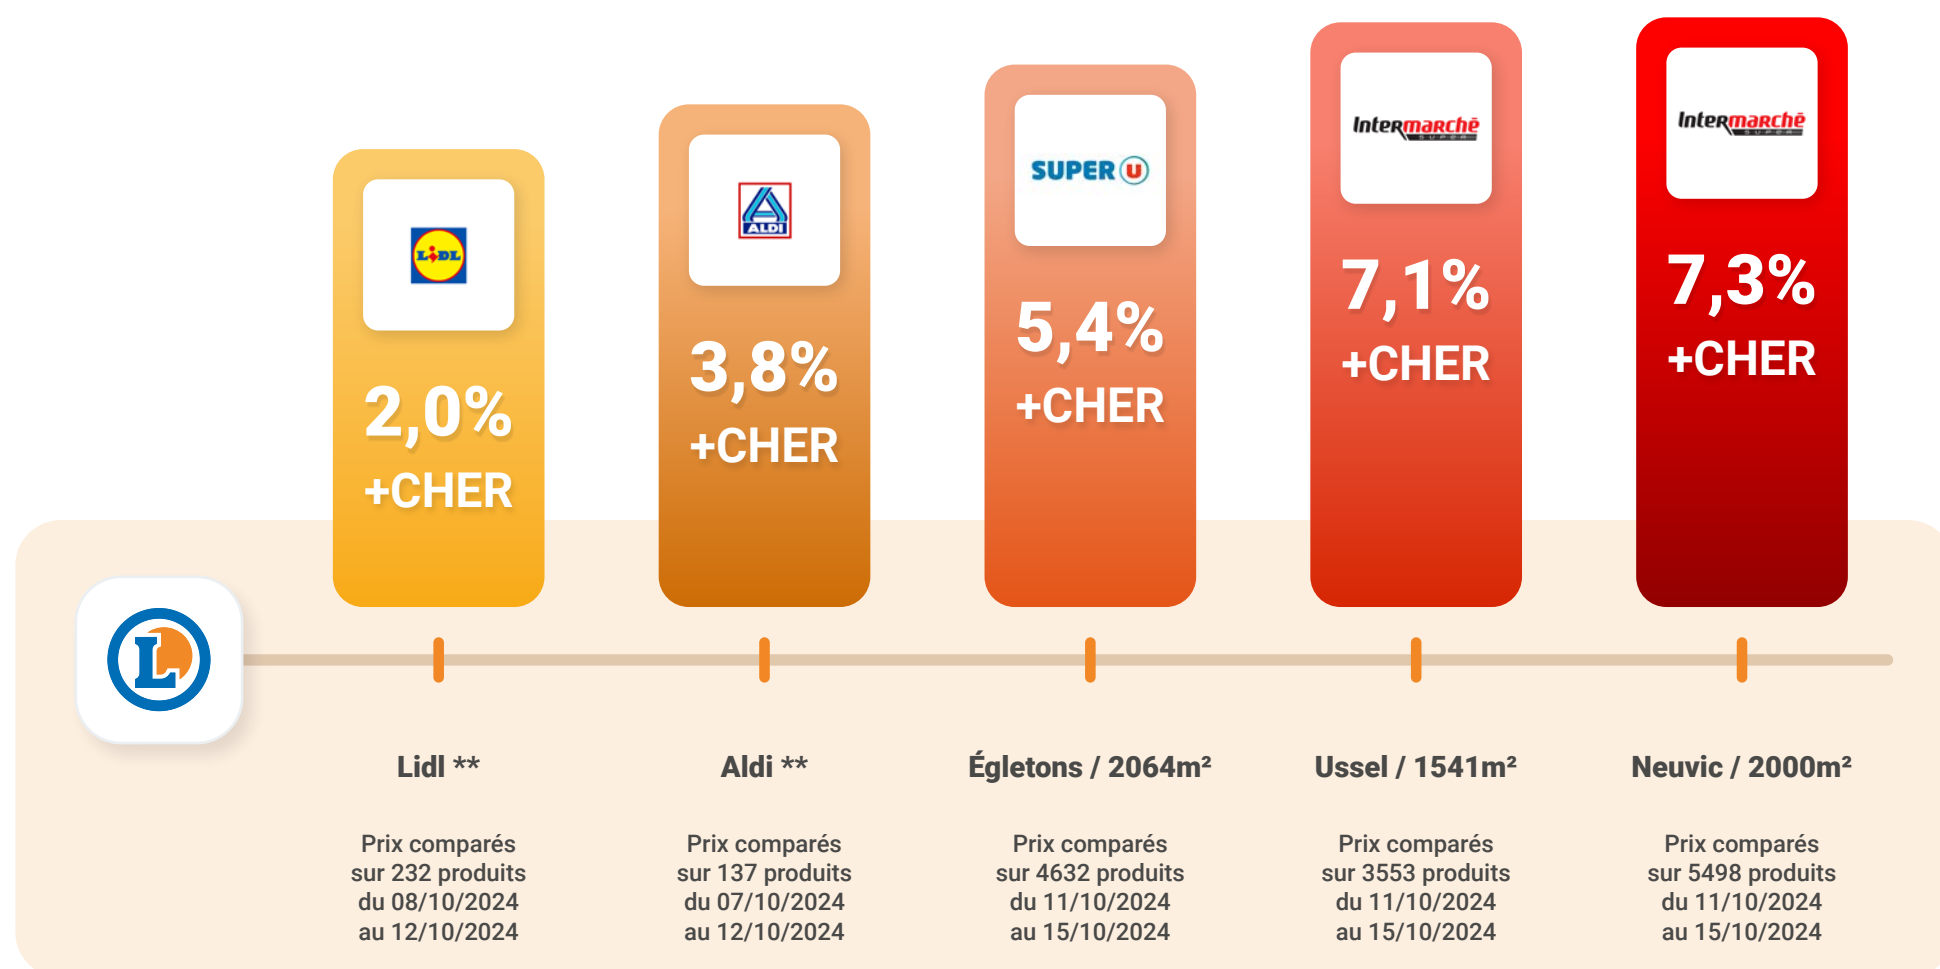 LIDL
2,0%
+CHER
ALDI
3,8%
+CHER
SUPER U
5,4%
+CHER
Intermarchē
SUPER
7,1%
+CHER
Intermarchē
SUPER
7,3%
+CHER
L
Lidl **
Prix comparés
sur 232 produits
du 08/10/2024
au 12/10/2024
Aldi **
Prix comparés
sur 137 produits
du 07/10/2024
au 12/10/2024
Égletons / 2064m²
Prix comparés
sur 4632 produits
du 11/10/2024
au 15/10/2024
Ussel / 1541m²
Prix comparés
sur 3553 produits
du 11/10/2024
au 15/10/2024
Neuvic / 2000m²
Prix comparés
sur 5498 produits
du 11/10/2024
au 15/10/2024